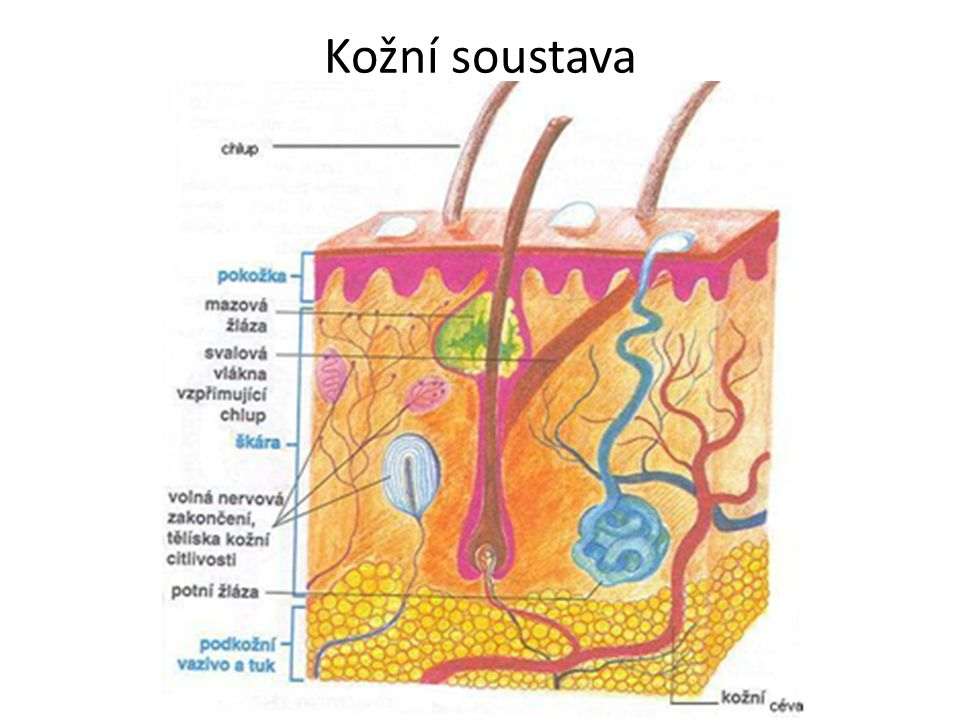 Kožní soustava
chlup
pokožka
mazová
žláza
svalová
vlákna
vzpřimující
chlup
škára
volná nervová
zakončení,
tělíska kožní
citlivosti
potní žláza
podkožní
vazivo a tuk
kožní céva